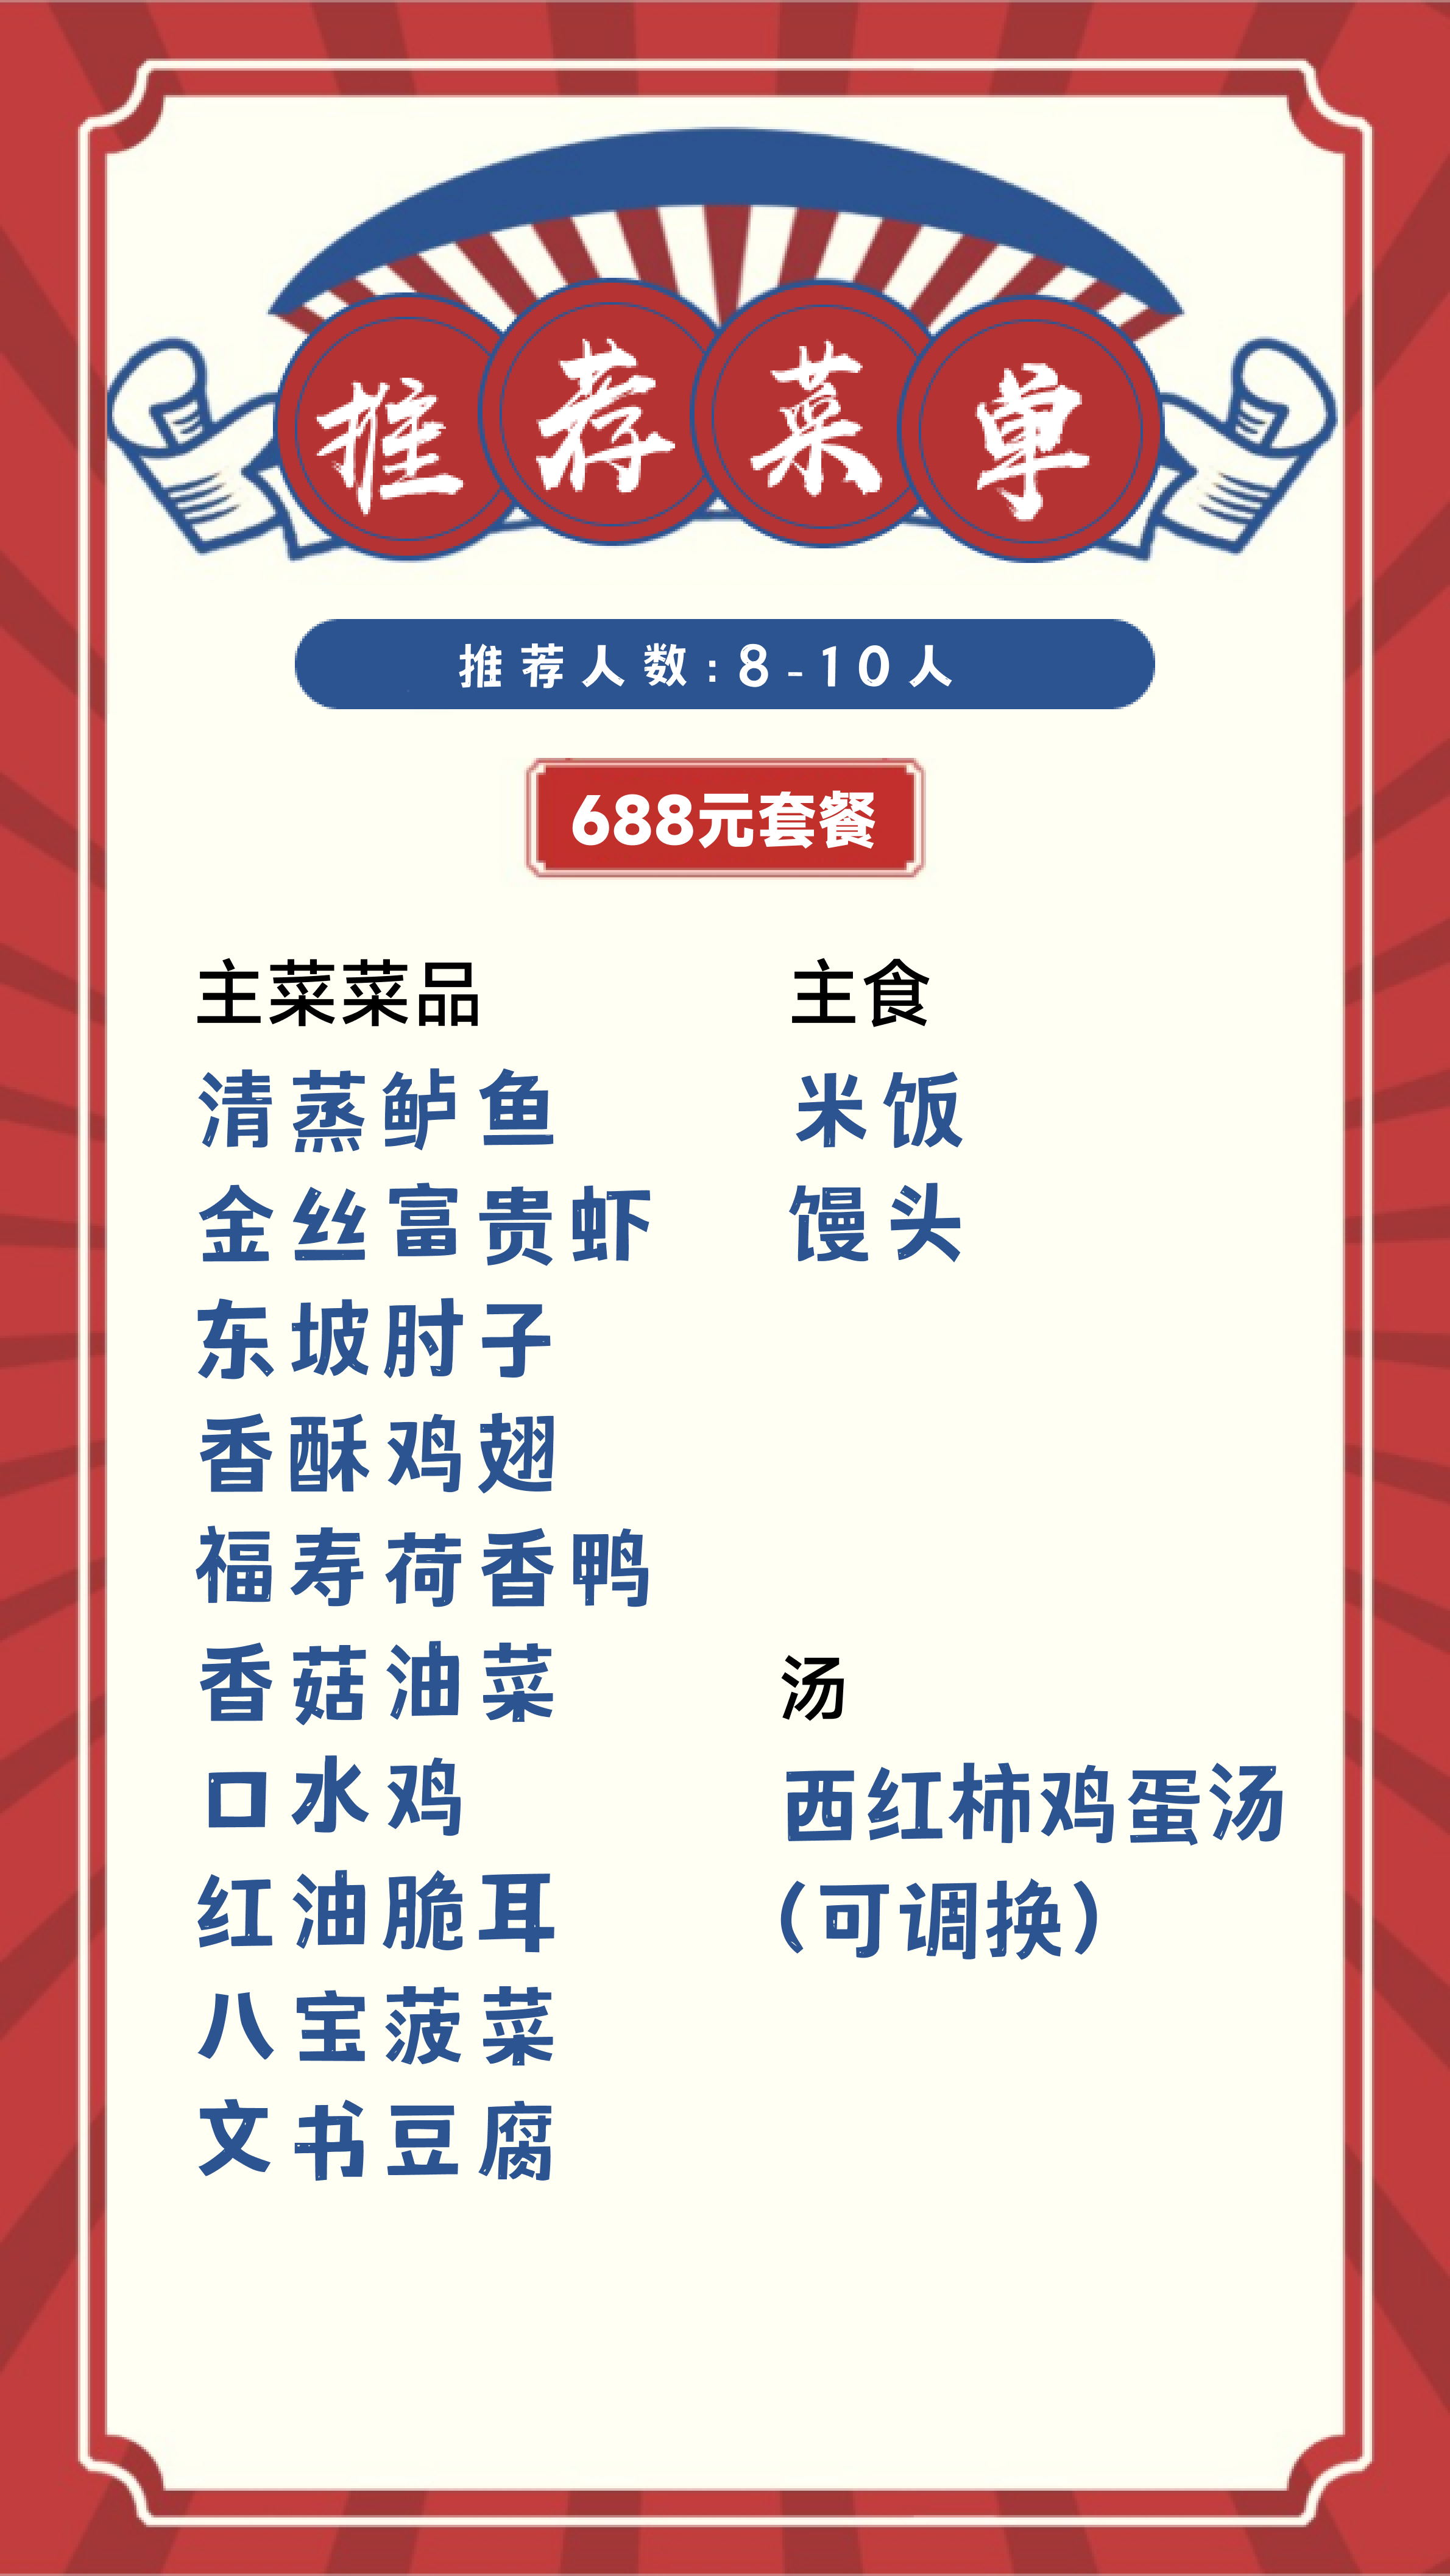 推荐菜单
推荐人数:8-10人
688元套餐
主菜菜品
清蒸鲈鱼
金丝富贵虾
东坡肘子
香酥鸡翅
福寿荷香鸭
香菇油菜
口水鸡
红油脆耳
八宝菠菜
文书豆腐
主食
米饭
馒头
汤
西红柿鸡蛋汤
(可调换)